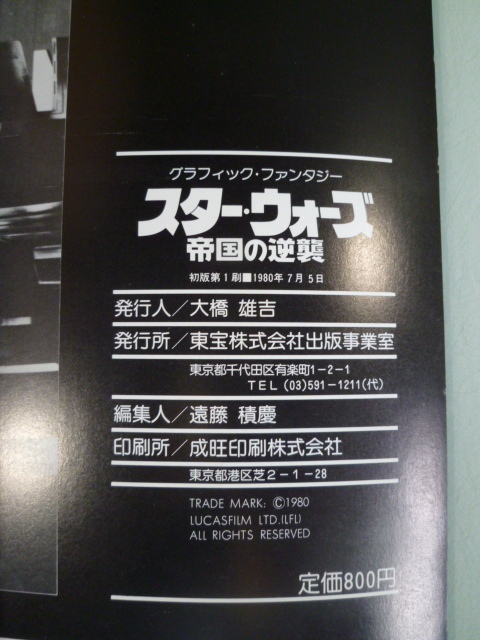 グラフィック・ファンタジー
スター・ウォーズ
帝国の逆襲
初版第1刷■1980年7月5日
発行人/大橋 雄吉
発行所/東宝株式会社出版事業室
東京都千代田区有楽町1-2-1
TEL (03)591-1211(代)
編集人/遠藤 積慶
印刷所/成旺印刷株式会社
東京都港区芝2-1-28
TRADE MARK: ©1980
LUCASFILM LTD.(LFL)
ALL RIGHTS RESERVED
定価800円